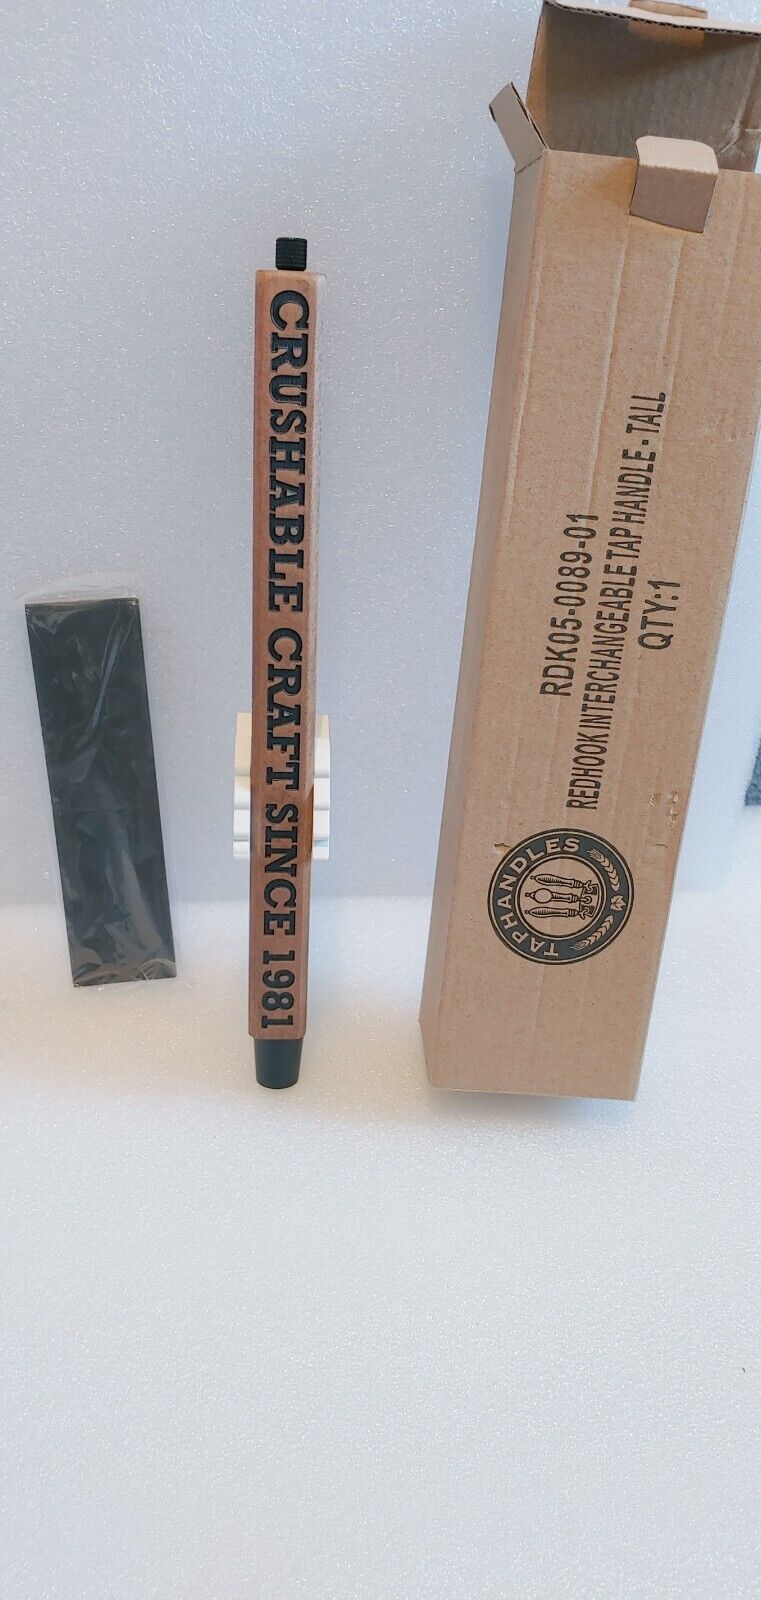 CRUSHABLE CRAFT SINCE 1981
RDK05-0089-01
REDHOOK INTERCHANGEABLE TAP HANDLE - TALL
QTY:1
TAPHANDLES